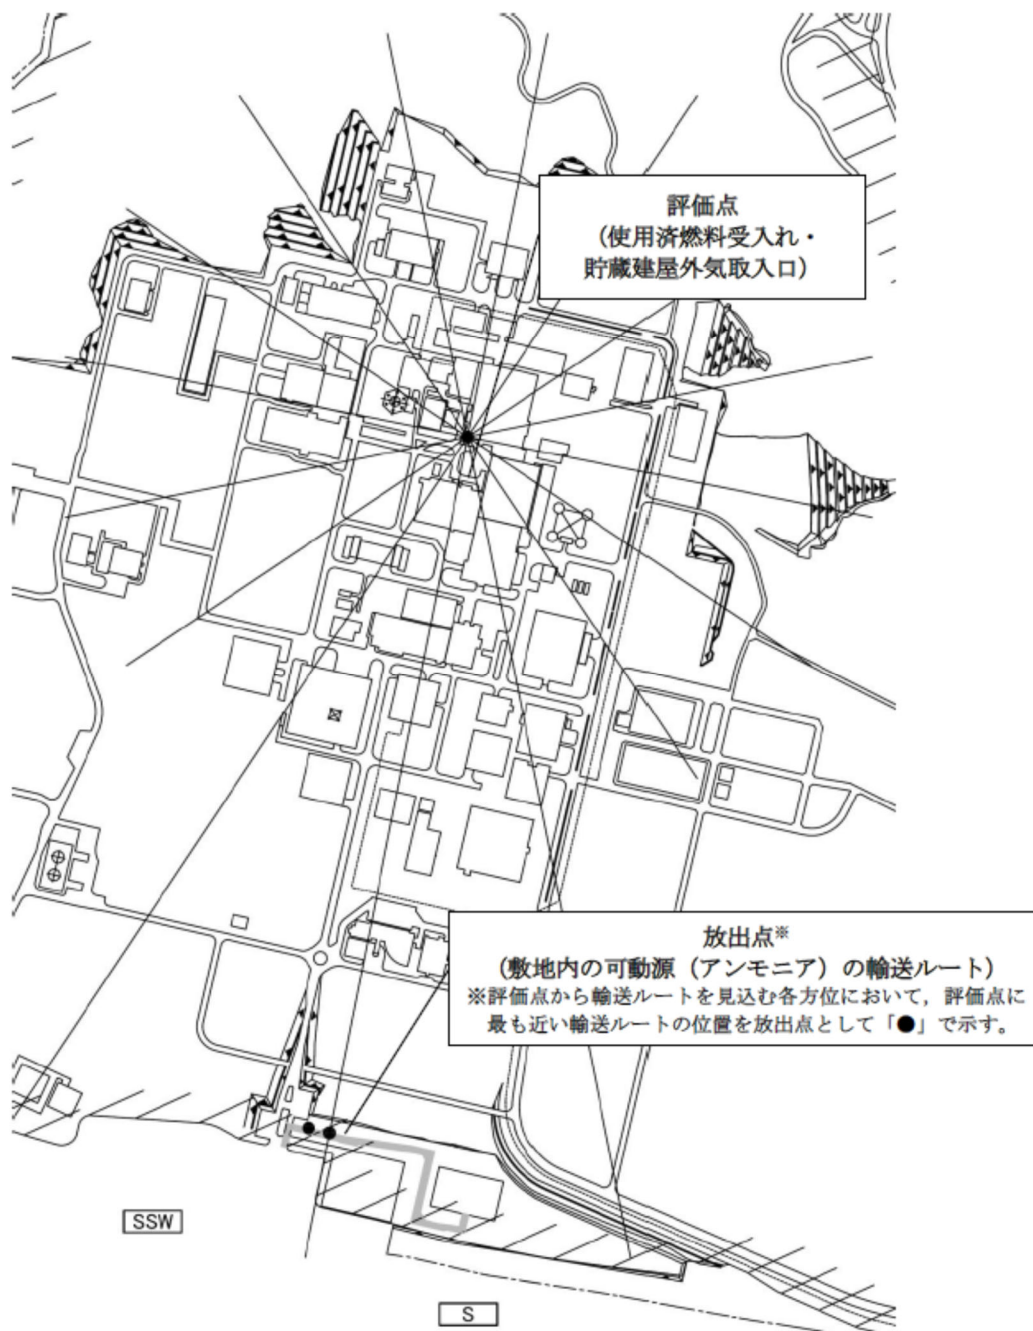 評価点
（使用済燃料受入れ・
貯蔵建屋外気取入口）
放出点※
（敷地内の可動源（アンモニア）の輸送ルート）
※評価点から輸送ルートを見込む各方位において，評価点に
最も近い輸送ルートの位置を放出点として「●」で示す。
SSW
S